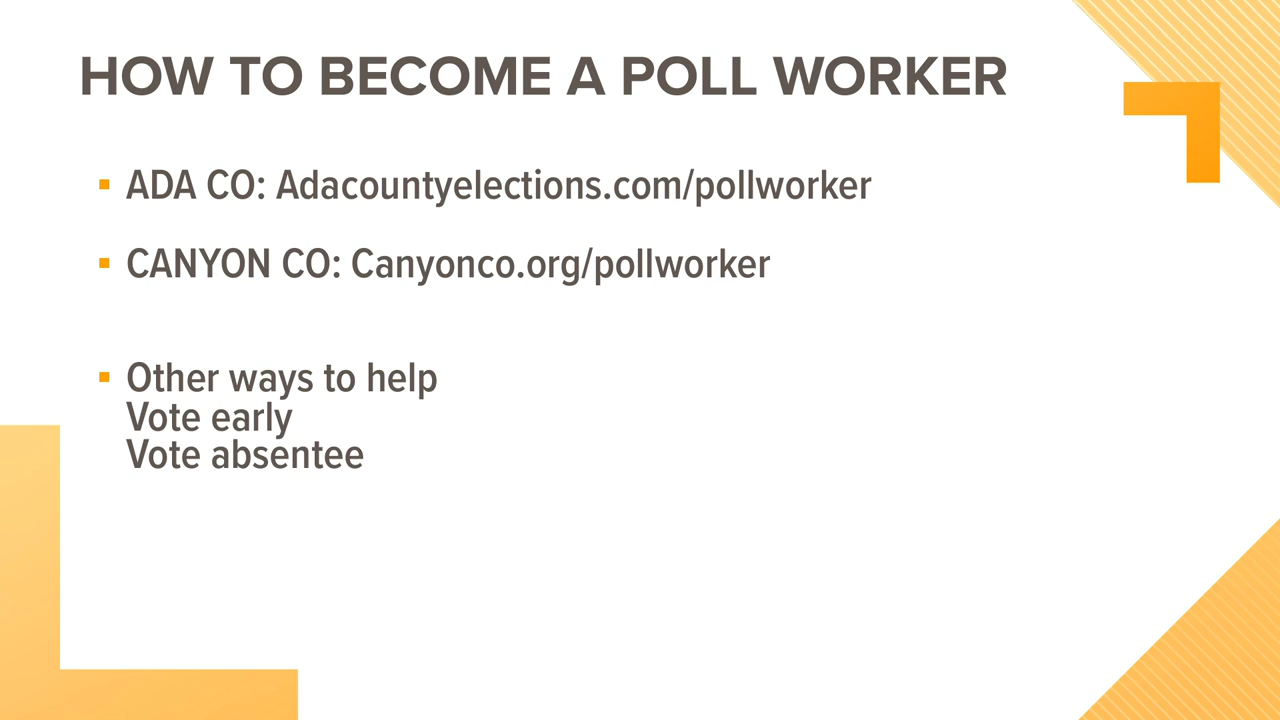 HOW TO BECOME A POLL WORKER
ADA CO: Adacountyelections.com/pollworker
CANYON CO: Canyonco.org/pollworker
Other ways to help
Vote early
Vote absentee